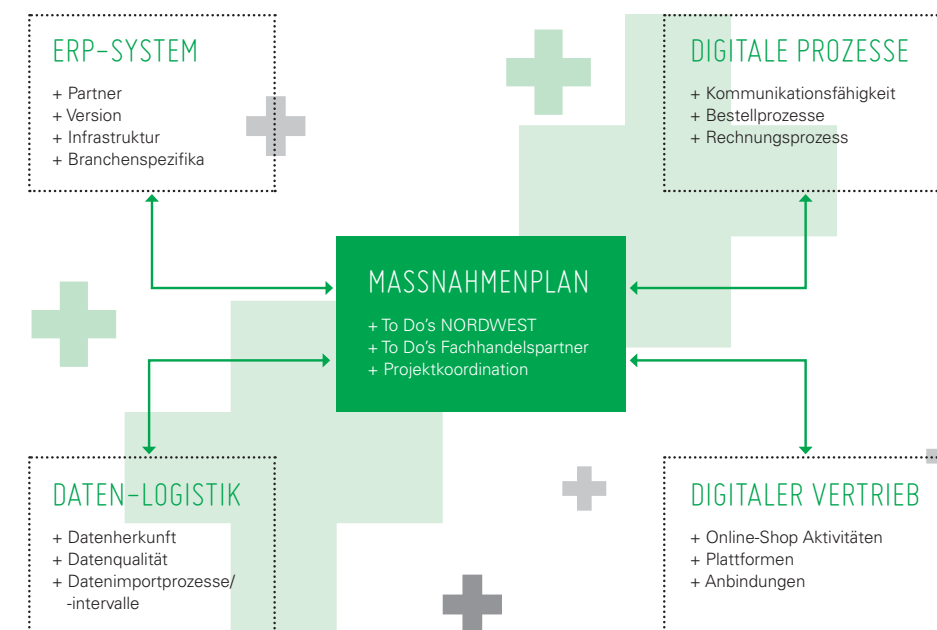 ERP-SYSTEM
+ Partner
+ Version
+ Infrastruktur
+ Branchenspezifika
DIGITALE PROZESSE
+ Kommunikationsfähigkeit
+ Bestellprozesse
+ Rechnungsprozess
MASSNAHMENPLAN
+ To Do's NORDWEST
+ To Do's Fachhandelspartner
+ Projektkoordination
DATEN-LOGISTIK
+ Datenherkunft
+ Datenqualität
+ Datenimportprozesse/
-intervalle
DIGITALER VERTRIEB
+ Online-Shop Aktivitäten
+ Plattformen
+ Anbindungen